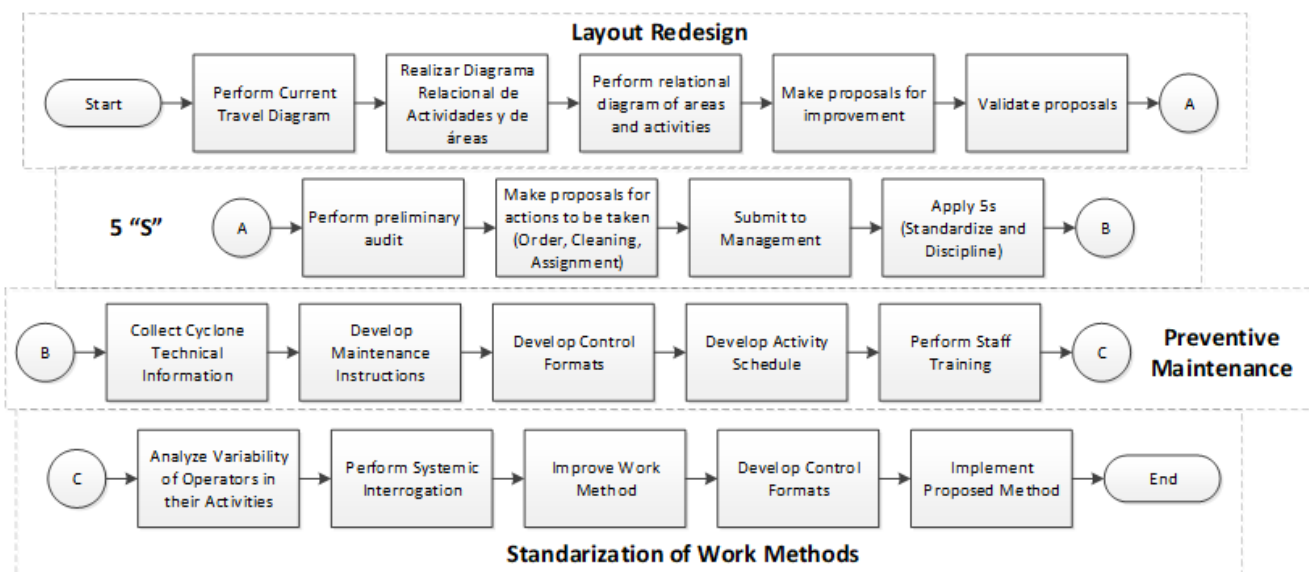 Layout Redesign
Start
Perform Current
Travel Diagram
Realizar Diagrama
Relacional de
Actividades y de
áreas
Perform relational
diagram of areas
and activities
Make proposals for
improvement
Validate proposals
A
5 “S”
A
Perform preliminary
audit
Make proposals for
actions to be taken
(Order, Cleaning,
Assignment)
Submit to
Management
Apply 5s
(Standardize and
Discipline)
B
B
Collect Cyclone
Technical
Information
Develop
Maintenance
Instructions
Develop Control
Formats
Develop Activity
Schedule
Perform Staff
Training
C
Preventive
Maintenance
C
Analyze Variability
of Operators in
their Activities
Perform Systemic
Interrogation
Improve Work
Method
Develop Control
Formats
Implement
Proposed Method
End
Standarization of Work Methods